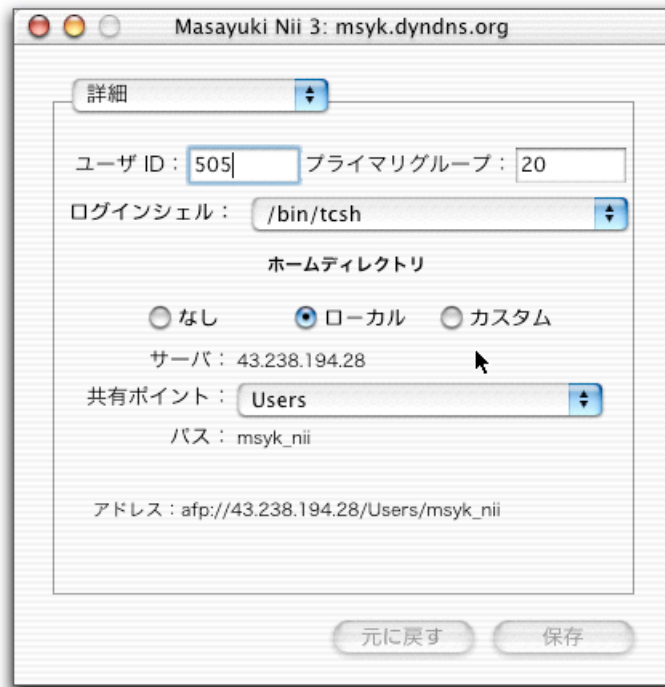 Masayuki Nii 3: msyk.dyndns.org
詳細
ユーザ ID： 505 プライマリグループ： 20
ログインシェル： /bin/tcsh
ホームディレクトリ
なし ローカル カスタム
サーバ： 43.238.194.28
共有ポイント： Users
パス： msyk_nii
アドレス：afp://43.238.194.28/Users/msyk_nii
元に戻す 保存